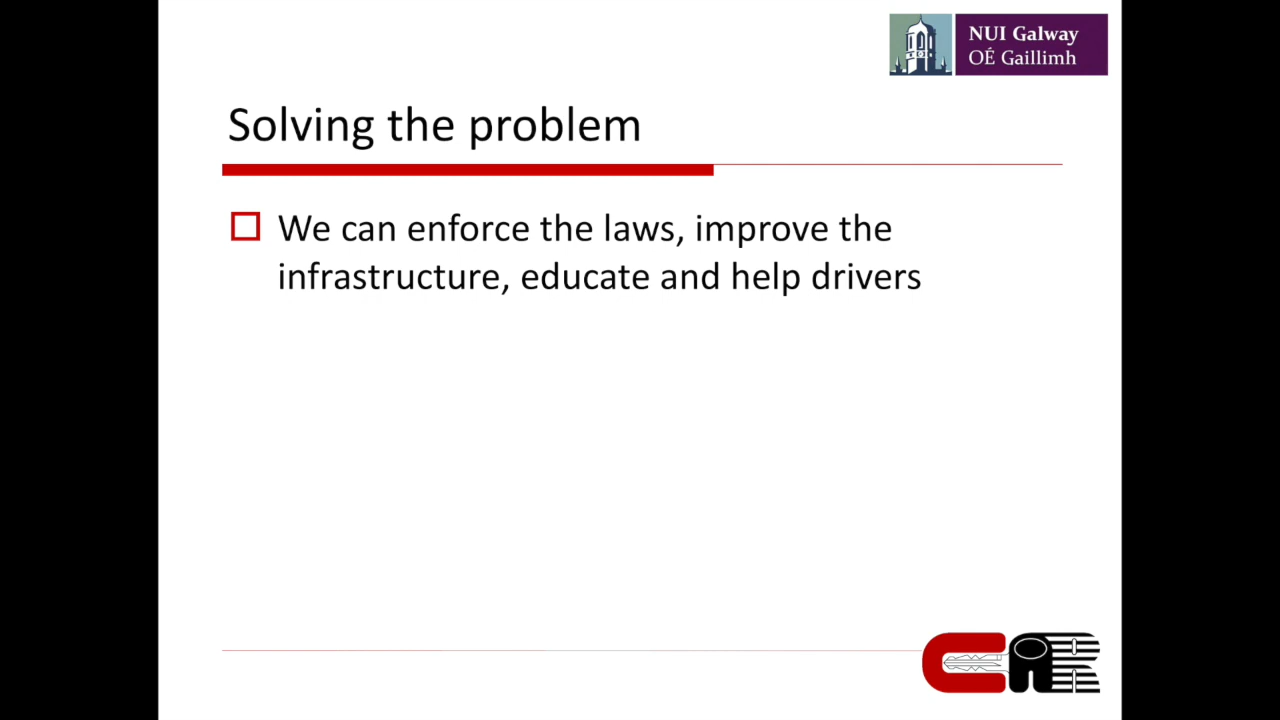 NUI Galway
OÉ Gaillimh
Solving the problem
We can enforce the laws, improve the
infrastructure, educate and help drivers
CAR